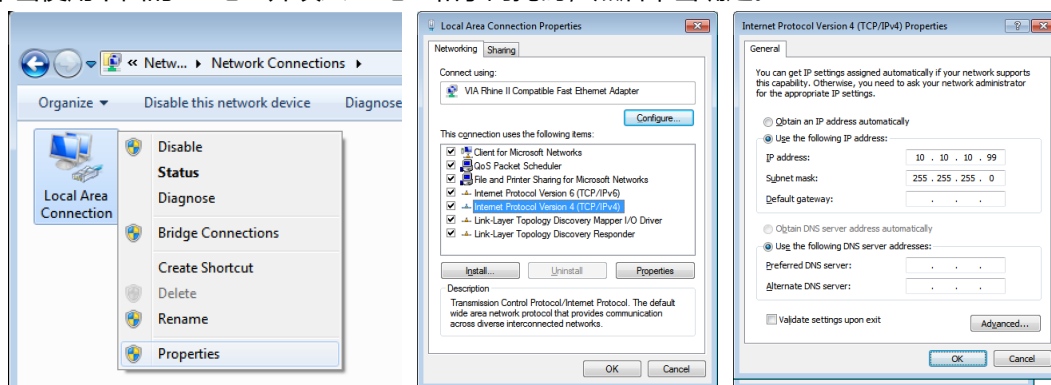 « Netw... ▸ Network Connections ▸
Organize ▾ Disable this network device Diagnose
Local Area
Connection
Disable
Status
Diagnose
Bridge Connections
Create Shortcut
Delete
Rename
Properties
Local Area Connection Properties
Networking Sharing
Connect using:
VIA Rhine II Compatible Fast Ethernet Adapter
Configure...
This connection uses the following items:
Client for Microsoft Networks
QoS Packet Scheduler
File and Printer Sharing for Microsoft Networks
Internet Protocol Version 6 (TCP/IPv6)
Internet Protocol Version 4 (TCP/IPv4)
Link-Layer Topology Discovery Mapper I/O Driver
Link-Layer Topology Discovery Responder
Install... Uninstall Properties
Description
Transmission Control Protocol/Internet Protocol. The default
wide area network protocol that provides communication
across diverse interconnected networks.
OK Cancel
Internet Protocol Version 4 (TCP/IPv4) Properties
General
You can get IP settings assigned automatically if your network supports
this capability. Otherwise, you need to ask your network administrator
for the appropriate IP settings.
Obtain an IP address automatically
Use the following IP address:
IP address: 10 . 10 . 10 . 99
Subnet mask: 255 . 255 . 255 . 0
Default gateway: . . .
Obtain DNS server address automatically
Use the following DNS server addresses:
Preferred DNS server: . . .
Alternate DNS server: . . .
Validate settings upon exit
Advanced...
OK Cancel